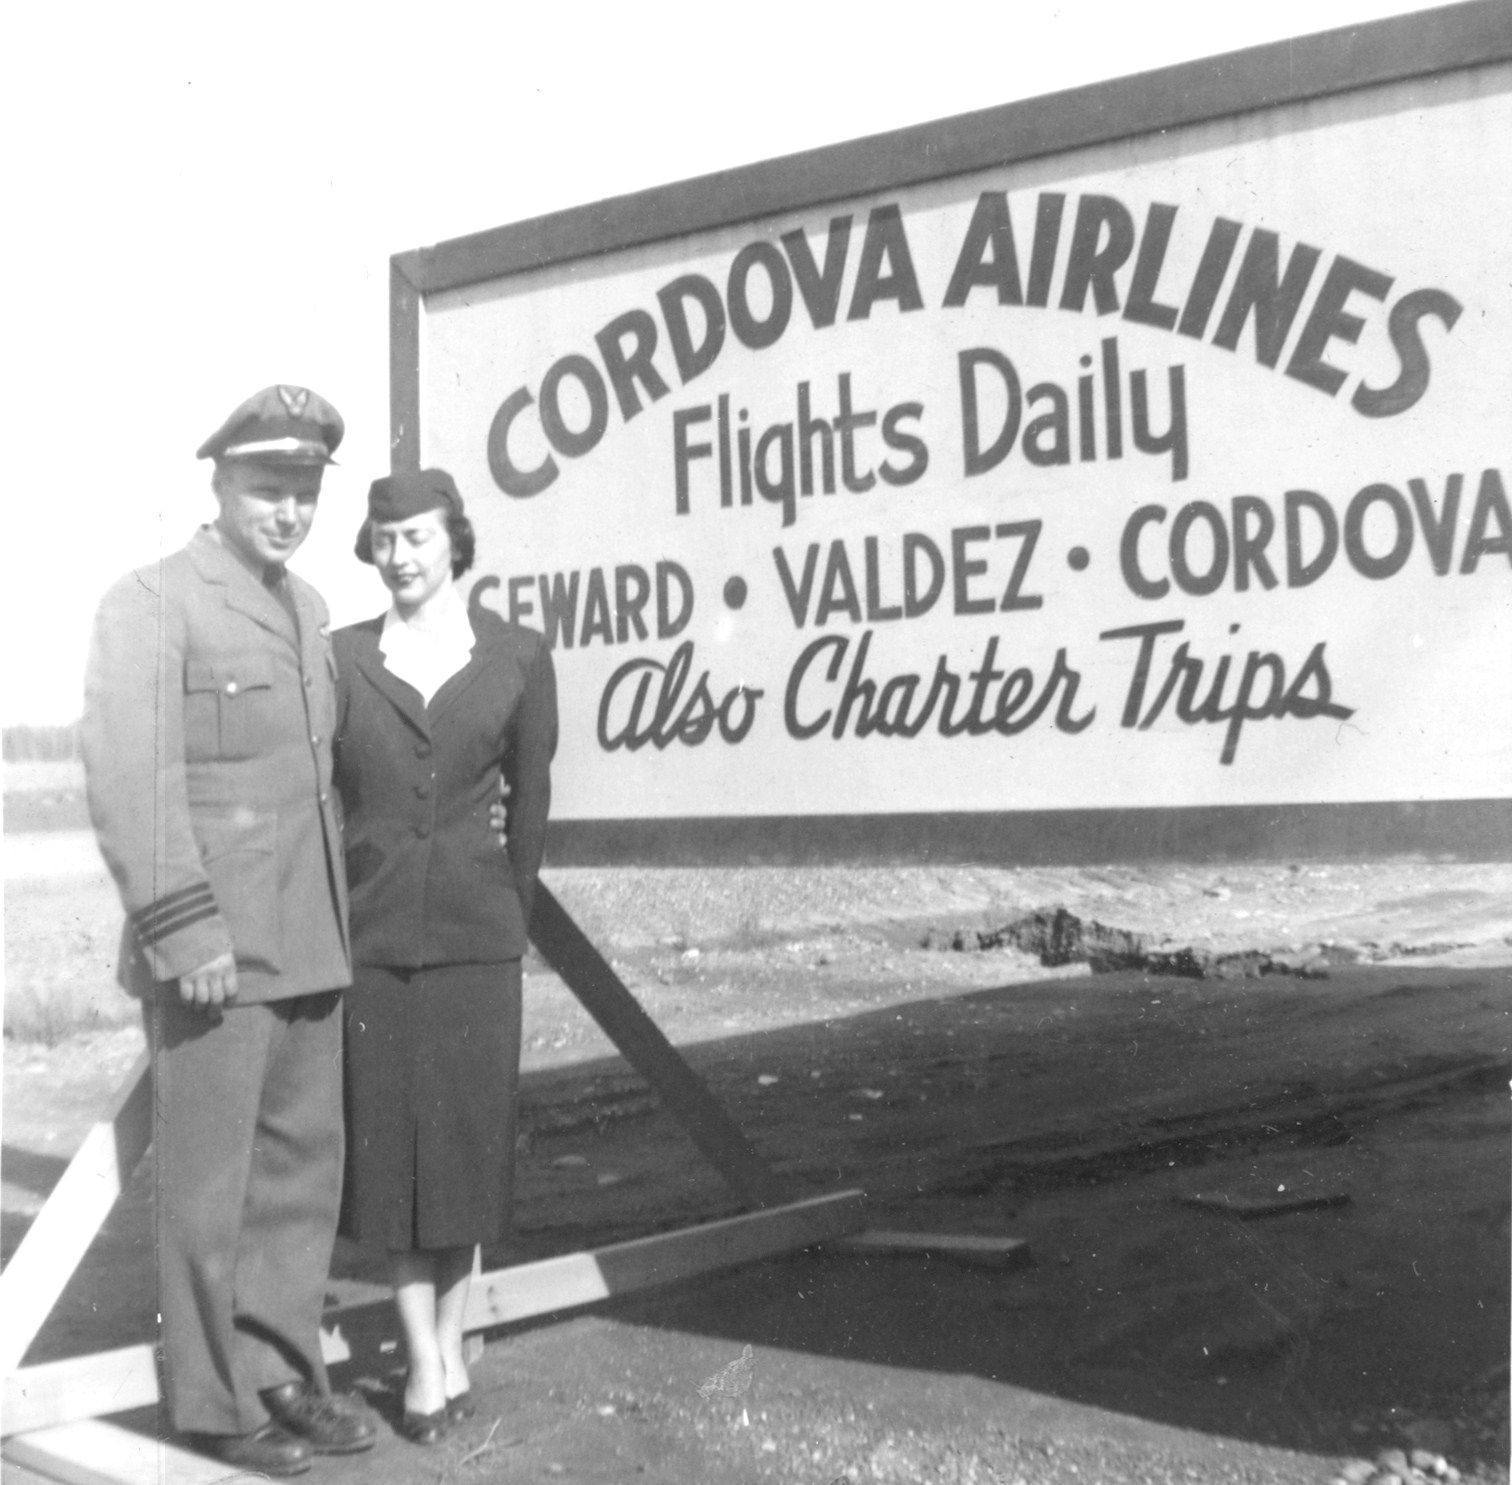 CORDOVA AIRLINES
Flights Daily
SEWARD • VALDEZ • CORDOVA
Also Charter Trips